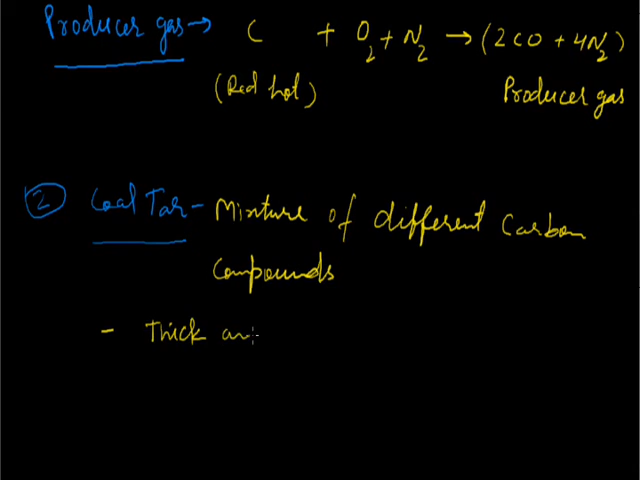 Producer gas → C + O₂ + N₂ → (2CO + 4N₂)
(Red hot) Producer gas
② Coal Tar - Mixture of different Carbon
Compounds
- Thick an